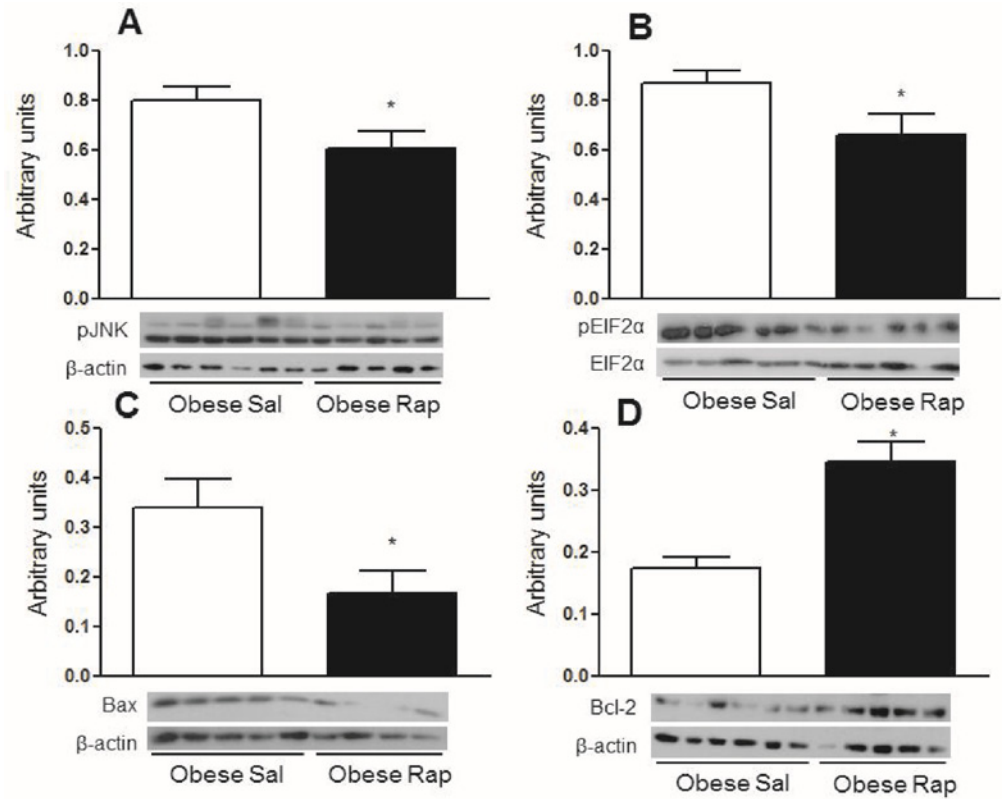 A
1.0
0.8
0.6
0.4
0.2
0.0
Arbitrary units
*
pJNK
β-actin
Obese Sal Obese Rap
B
1.0
0.8
0.6
0.4
0.2
0.0
Arbitrary units
*
pEIF2α
EIF2α
Obese Sal Obese Rap
C
0.5
0.4
0.3
0.2
0.1
0.0
Arbitrary units
*
Bax
β-actin
Obese Sal Obese Rap
D
0.4
0.3
0.2
0.1
0.0
Arbitrary units
*
Bcl-2
β-actin
Obese Sal Obese Rap